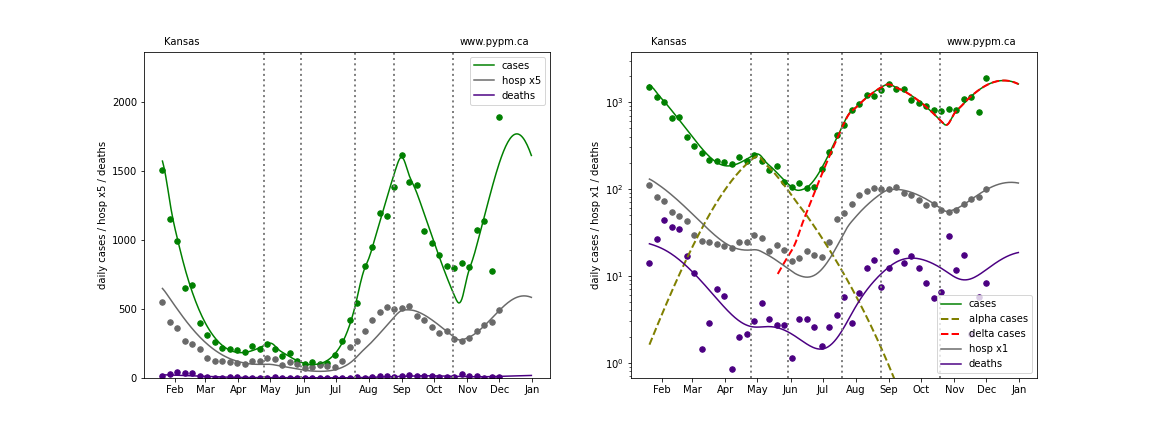 Kansas www.pypm.ca
daily cases / hosp x5 / deaths
2000
1500
1000
500
0
cases
hosp x5
deaths
Feb Mar Apr May Jun Jul Aug Sep Oct Nov Dec Jan
Kansas www.pypm.ca
daily cases / hosp x1 / deaths
10³
10²
10¹
10⁰
cases
alpha cases
delta cases
hosp x1
deaths
Feb Mar Apr May Jun Jul Aug Sep Oct Nov Dec Jan